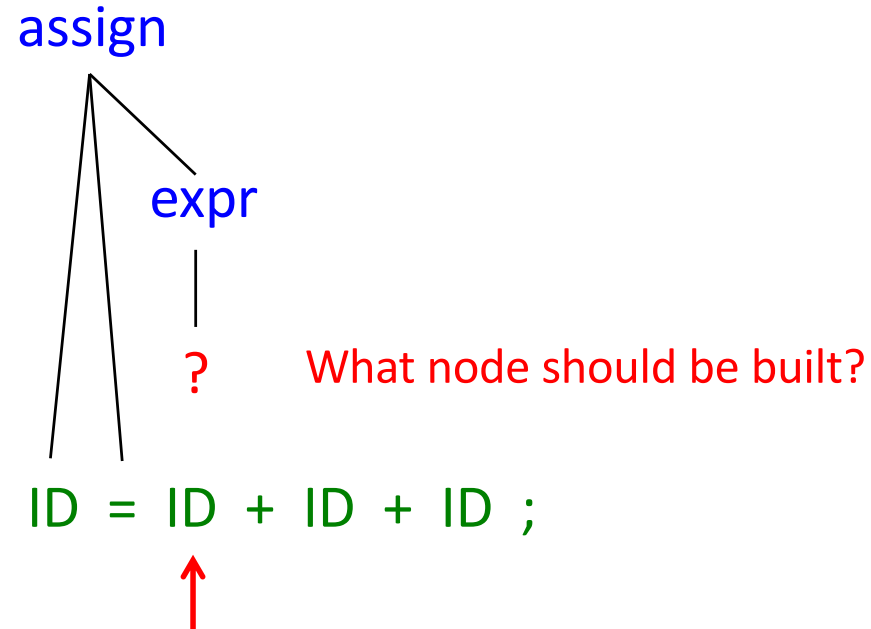 assign
expr
? What node should be built?
ID = ID + ID + ID ;